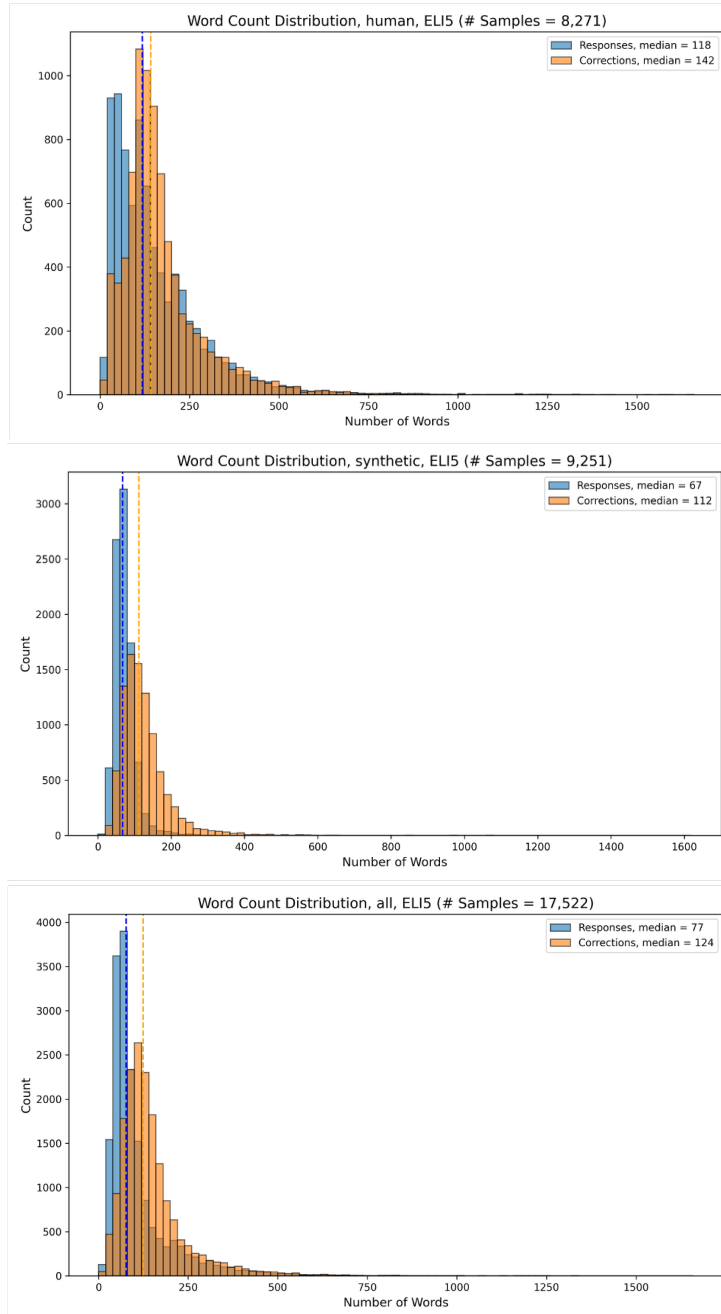 Word Count Distribution, human, ELI5 (# Samples = 8,271)
Responses, median = 118
Corrections, median = 142
Count
1000
800
600
400
200
0
0 250 500 750 1000 1250 1500
Number of Words
Word Count Distribution, synthetic, ELI5 (# Samples = 9,251)
Responses, median = 67
Corrections, median = 112
Count
3000
2500
2000
1500
1000
500
0
0 200 400 600 800 1000 1200 1400 1600
Number of Words
Word Count Distribution, all, ELI5 (# Samples = 17,522)
Responses, median = 77
Corrections, median = 124
Count
4000
3500
3000
2500
2000
1500
1000
500
0
0 250 500 750 1000 1250 1500
Number of Words